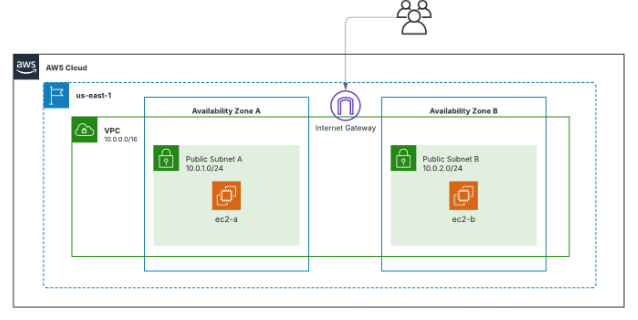 aws
AWS Cloud
us-east-1
Availability Zone A
Availability Zone B
Internet Gateway
VPC
10.0.0.0/16
Public Subnet A
10.0.1.0/24
Public Subnet B
10.0.2.0/24
ec2-a
ec2-b